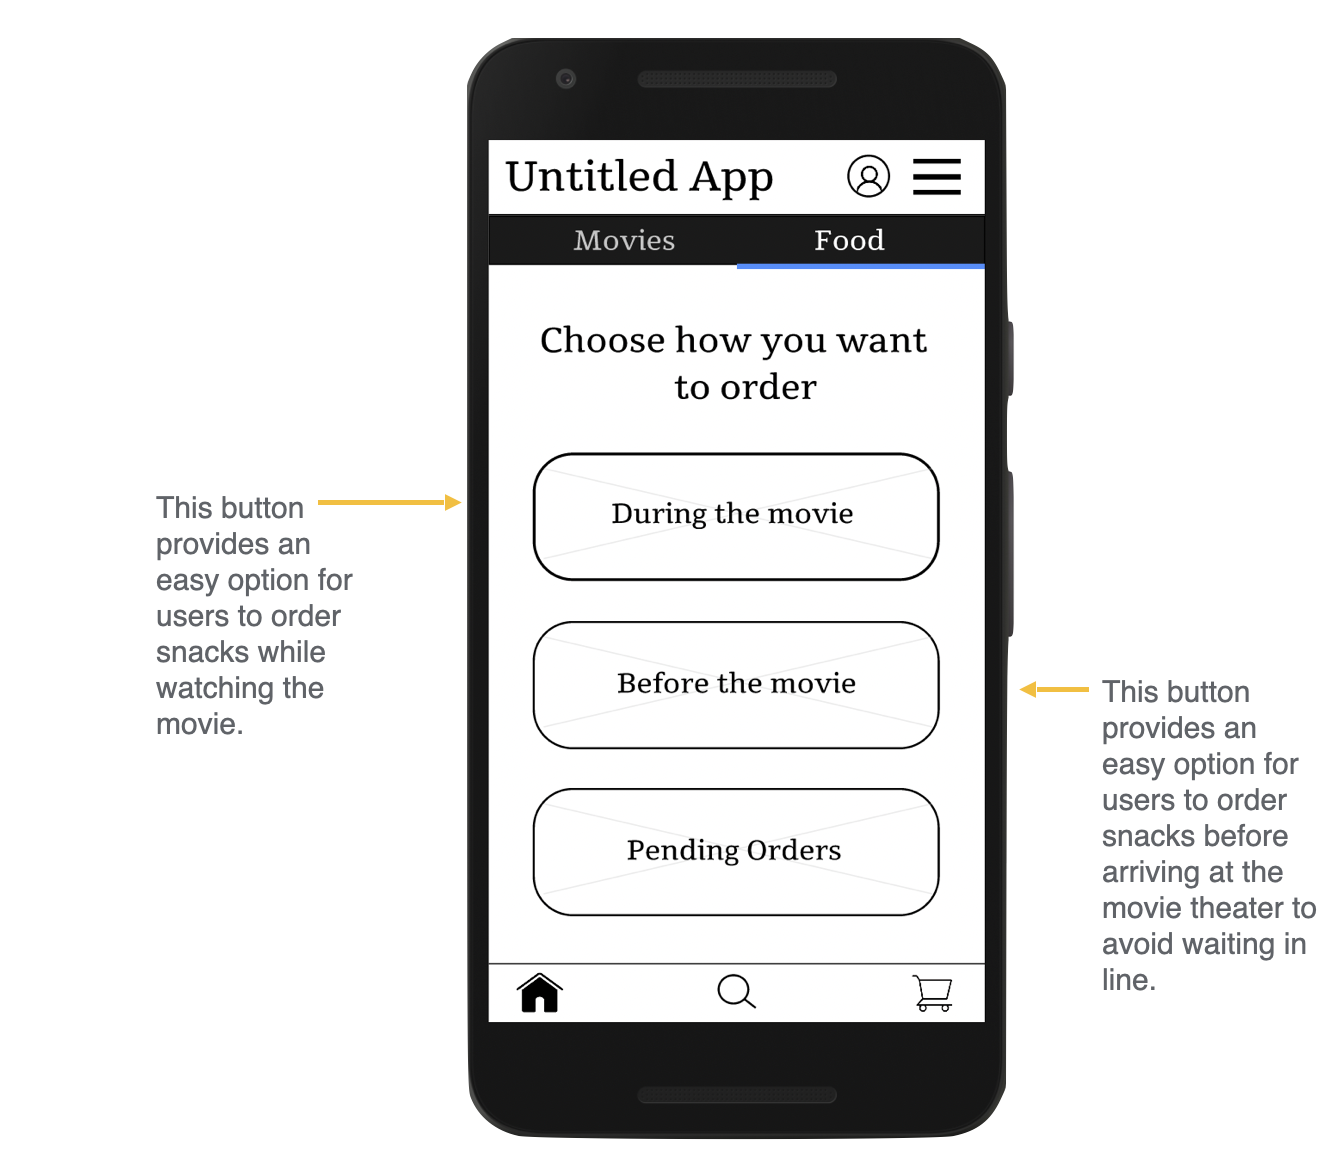 Untitled App
Movies
Food
Choose how you want
to order
During the movie
Before the movie
Pending Orders
This button
provides an
easy option for
users to order
snacks while
watching the
movie.
This button
provides an
easy option for
users to order
snacks before
arriving at the
movie theater to
avoid waiting in
line.